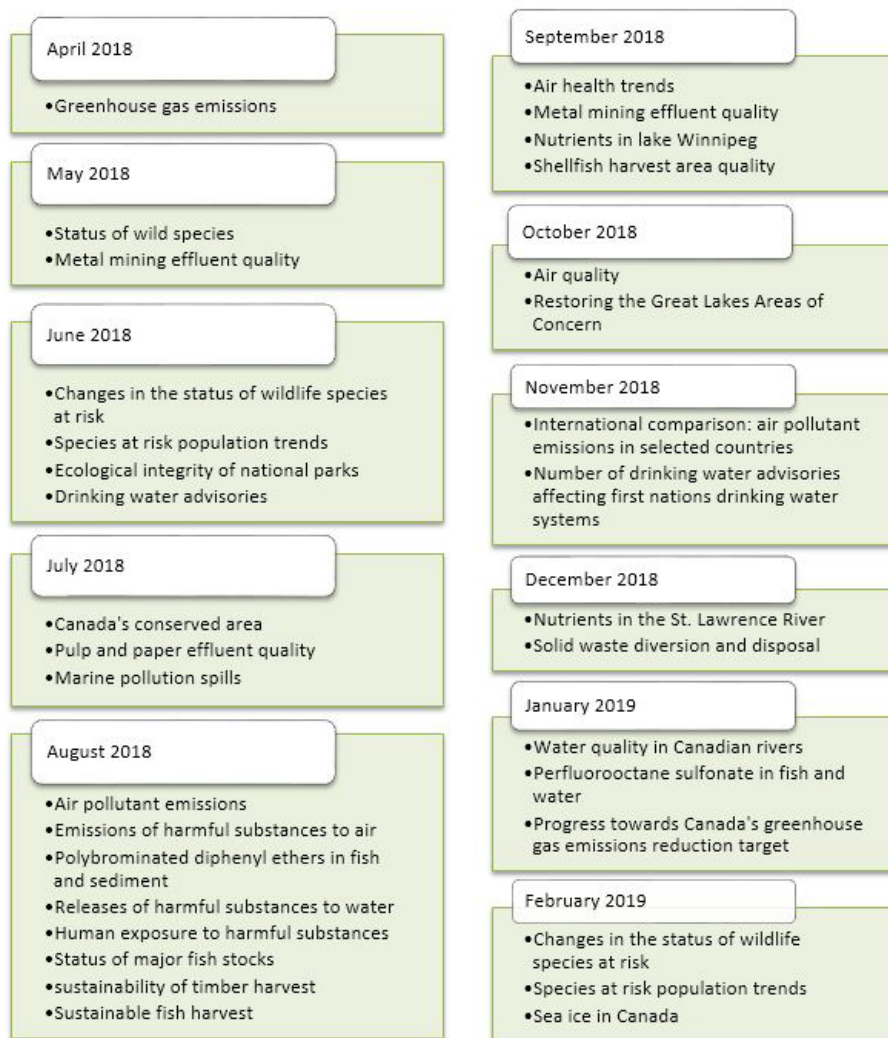 April 2018
•Greenhouse gas emissions
May 2018
•Status of wild species
•Metal mining effluent quality
June 2018
•Changes in the status of wildlife species
at risk
•Species at risk population trends
•Ecological integrity of national parks
•Drinking water advisories
July 2018
•Canada's conserved area
•Pulp and paper effluent quality
•Marine pollution spills
August 2018
•Air pollutant emissions
•Emissions of harmful substances to air
•Polybrominated diphenyl ethers in fish
and sediment
•Releases of harmful substances to water
•Human exposure to harmful substances
•Status of major fish stocks
•sustainability of timber harvest
•Sustainable fish harvest
September 2018
•Air health trends
•Metal mining effluent quality
•Nutrients in lake Winnipeg
•Shellfish harvest area quality
October 2018
•Air quality
•Restoring the Great Lakes Areas of
Concern
November 2018
•International comparison: air pollutant
emissions in selected countries
•Number of drinking water advisories
affecting first nations drinking water
systems
December 2018
•Nutrients in the St. Lawrence River
•Solid waste diversion and disposal
January 2019
•Water quality in Canadian rivers
•Perfluorooctane sulfonate in fish and
water
•Progress towards Canada's greenhouse
gas emissions reduction target
February 2019
•Changes in the status of wildlife
species at risk
•Species at risk population trends
•Sea ice in Canada